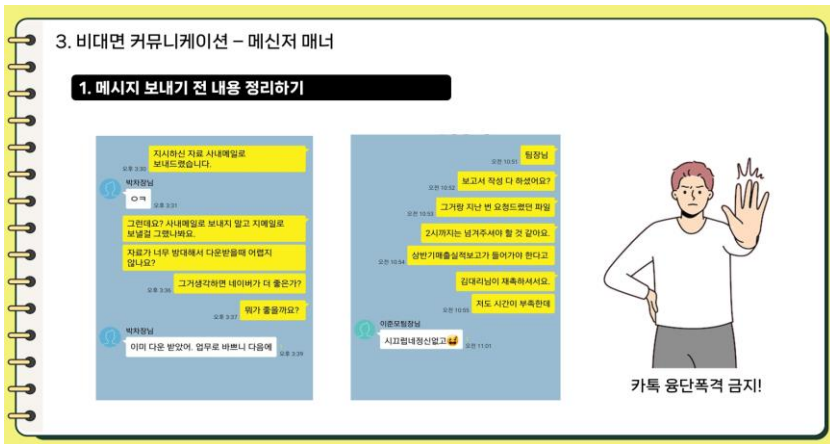 3. 비대면 커뮤니케이션 – 메신저 매너
1. 메시지 보내기 전 내용 정리하기
지시하신 자료 사내메일로
보내드렸습니다.
오후 3:30
박차장님
ㅇㅋ
오후 3:31
그런데요? 사내메일로 보내지 말고 지메일로
보낼걸 그랬나봐요.
자료가 너무 방대해서 다운받을때 어렵지
않나요?
그거생각하면 네이버가 더 좋은가?
오후 3:36
뭐가 좋을까요?
오후 3:37
박차장님
이미 다운 받았어. 업무로 바쁘니 다음에
오후 3:39
팀장님
오전 10:51
보고서 작성 다 하셨어요?
오전 10:52
그거랑 지난 번 요청드렸던 파일
오전 10:53
2시까지는 넘겨주셔야 할 것 같아요.
상반기매출실적보고가 들어가야 한다고
오전 10:54
김대리님이 재촉하셔서요.
저도 시간이 부족한데
오전 10:55
이준모팀장님
시끄럽네정신없고😝
오전 11:01
카톡 융단폭격 금지!